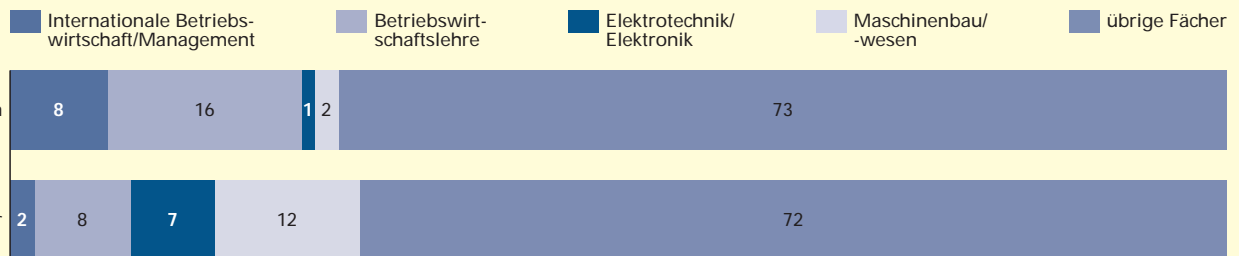 Internationale Betriebs-
wirtschaft/Management
Betriebswirt-
schaftslehre
Elektrotechnik/
Elektronik
Maschinenbau/
-wesen
übrige Fächer
8 16 1 2 73
2 8 7 12 72